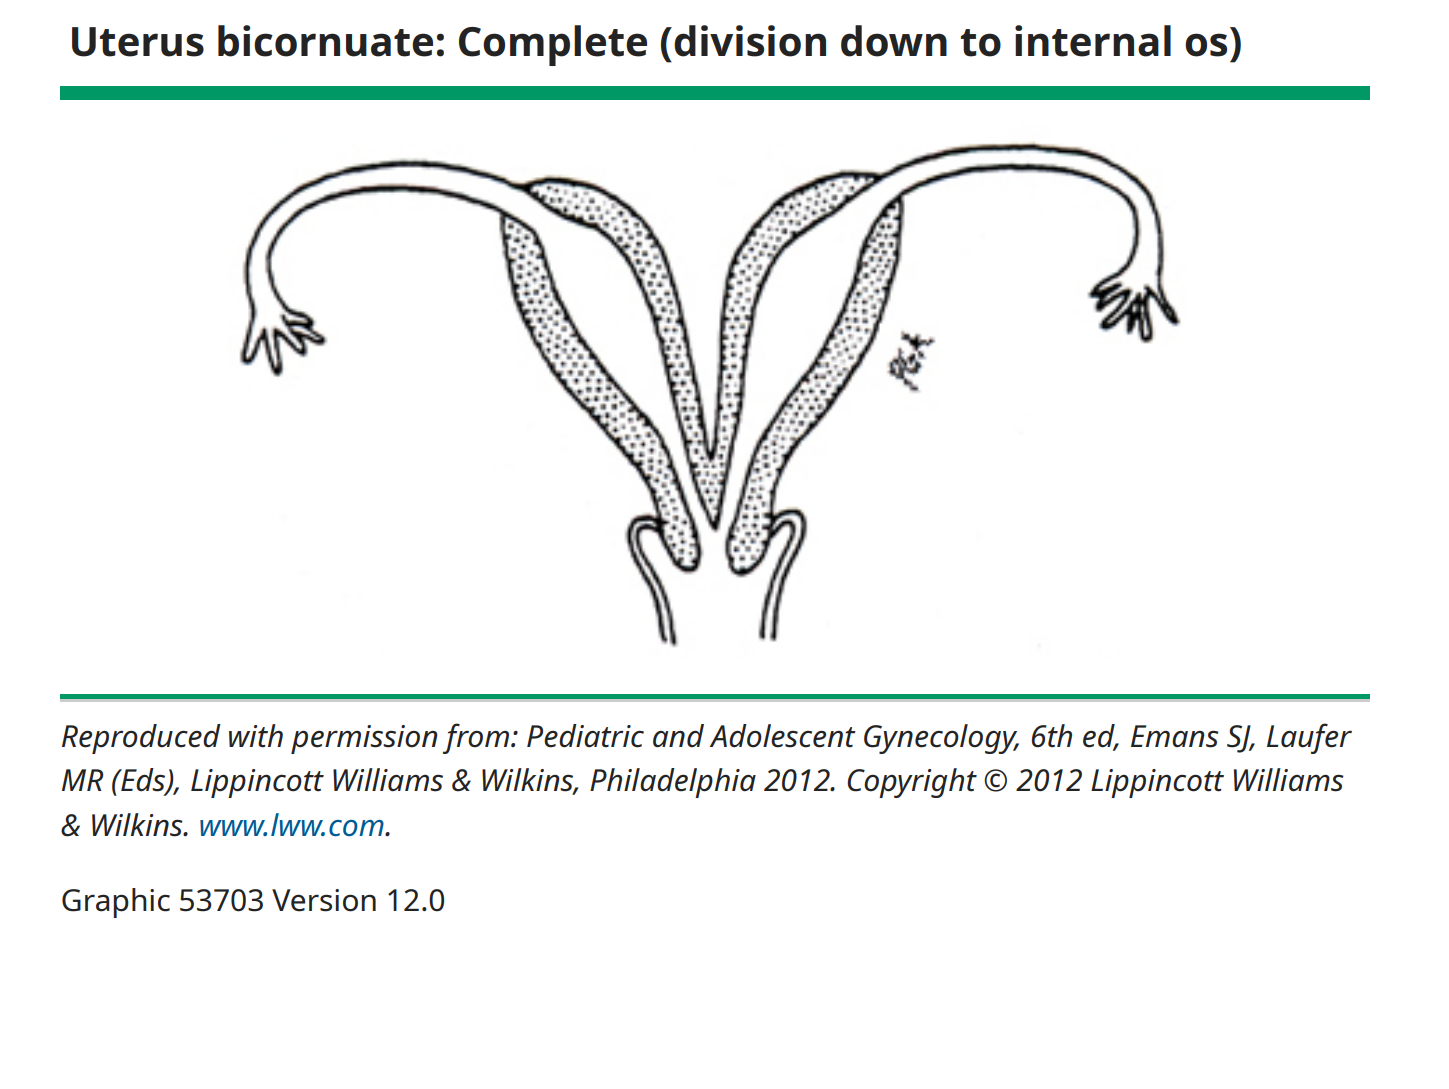 Uterus bicornuate: Complete (division down to internal os)
Reproduced with permission from: Pediatric and Adolescent Gynecology, 6th ed, Emans SJ, Laufer
MR (Eds), Lippincott Williams & Wilkins, Philadelphia 2012. Copyright © 2012 Lippincott Williams
& Wilkins. www.lww.com.
Graphic 53703 Version 12.0